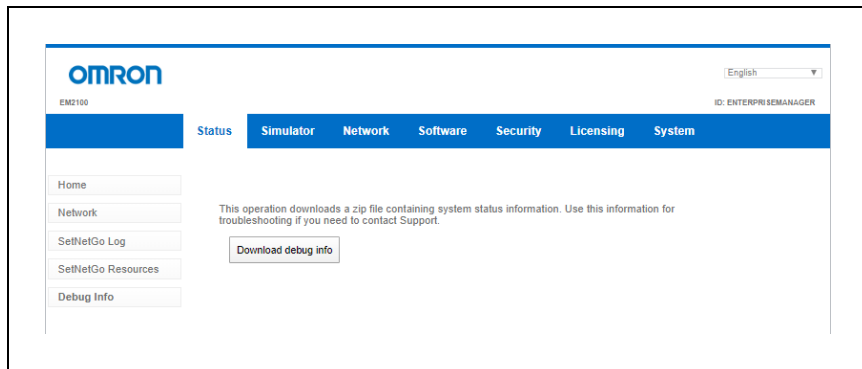 OMRON
English
EM2100
ID: ENTERPRISEMANAGER
Status Simulator Network Software Security Licensing System
Home
Network
SetNetGo Log
SetNetGo Resources
Debug Info
This operation downloads a zip file containing system status information. Use this information for
troubleshooting if you need to contact Support.
Download debug info